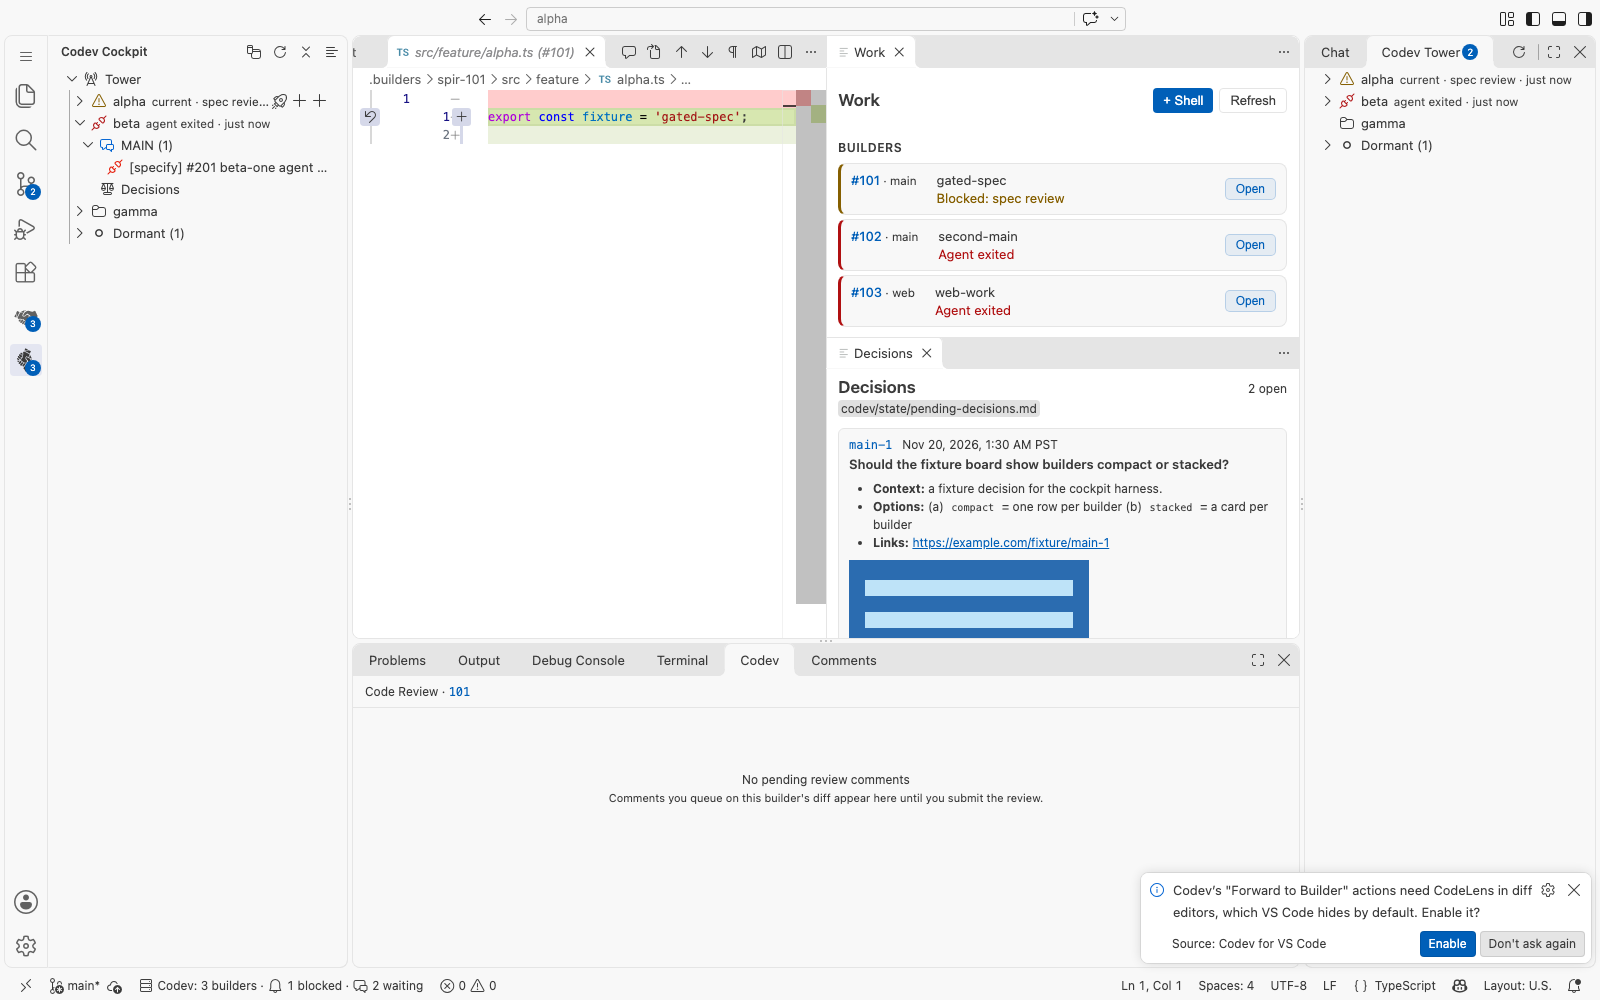 alpha
Codev Cockpit
Tower
alpha current · spec revie...
beta agent exited · just now
MAIN (1)
[specify] #201 beta-one agent ...
Decisions
gamma
Dormant (1)
2
3
3
t
TS src/feature/alpha.ts (#101)
.builders > spir-101 > src > feature > TS alpha.ts > ...
1 —
1 + export const fixture = 'gated-spec';
2 +
Work
Work
+ Shell
Refresh
BUILDERS
#101 · main gated-spec
Blocked: spec review
Open
#102 · main second-main
Agent exited
Open
#103 · web web-work
Agent exited
Open
Decisions
Decisions
2 open
codev/state/pending-decisions.md
main-1 Nov 20, 2026, 1:30 AM PST
Should the fixture board show builders compact or stacked?
• Context: a fixture decision for the cockpit harness.
• Options: (a) compact = one row per builder (b) stacked = a card per
builder
• Links: https://example.com/fixture/main-1
Problems Output Debug Console Terminal Codev Comments
Code Review · 101
No pending review comments
Comments you queue on this builder's diff appear here until you submit the review.
Chat Codev Tower 2
alpha current · spec review · just now
beta agent exited · just now
gamma
Dormant (1)
Codev's "Forward to Builder" actions need CodeLens in diff
editors, which VS Code hides by default. Enable it?
Source: Codev for VS Code
Enable
Don't ask again
main* Codev: 3 builders · 1 blocked · 2 waiting 0 0
Ln 1, Col 1 Spaces: 4 UTF-8 LF { } TypeScript Layout: U.S.